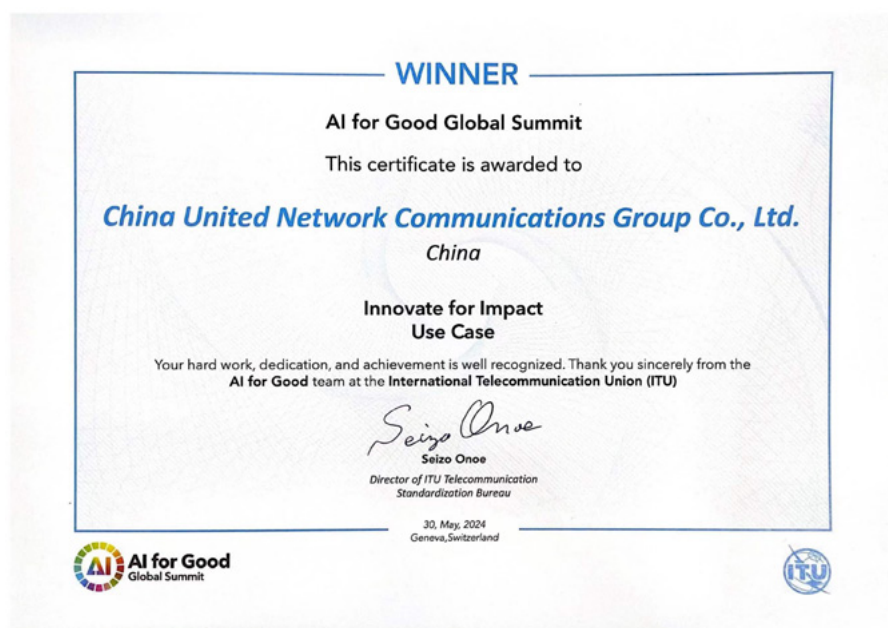 WINNER
AI for Good Global Summit
This certificate is awarded to
China United Network Communications Group Co., Ltd.
China
Innovate for Impact
Use Case
Your hard work, dedication, and achievement is well recognized. Thank you sincerely from the
AI for Good team at the International Telecommunication Union (ITU)
Seizo Onoe
Seizo Onoe
Director of ITU Telecommunication
Standardization Bureau
30, May, 2024
Geneva,Switzerland
AI
AI for Good
Global Summit
ITU